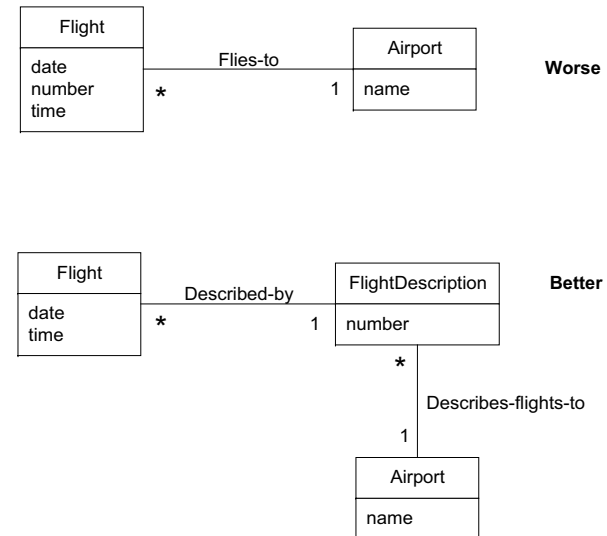 Flight
date
number
time
Flies-to
*
1
Airport
name
Worse
Flight
date
time
Described-by
*
1
FlightDescription
number
Better
*
Describes-flights-to
1
Airport
name